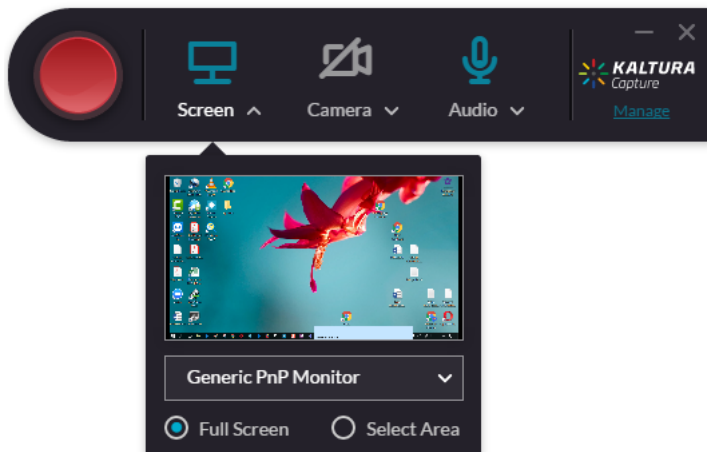 Screen
Camera
Audio
KALTURA
Capture
Manage
Generic PnP Monitor
Full Screen
Select Area